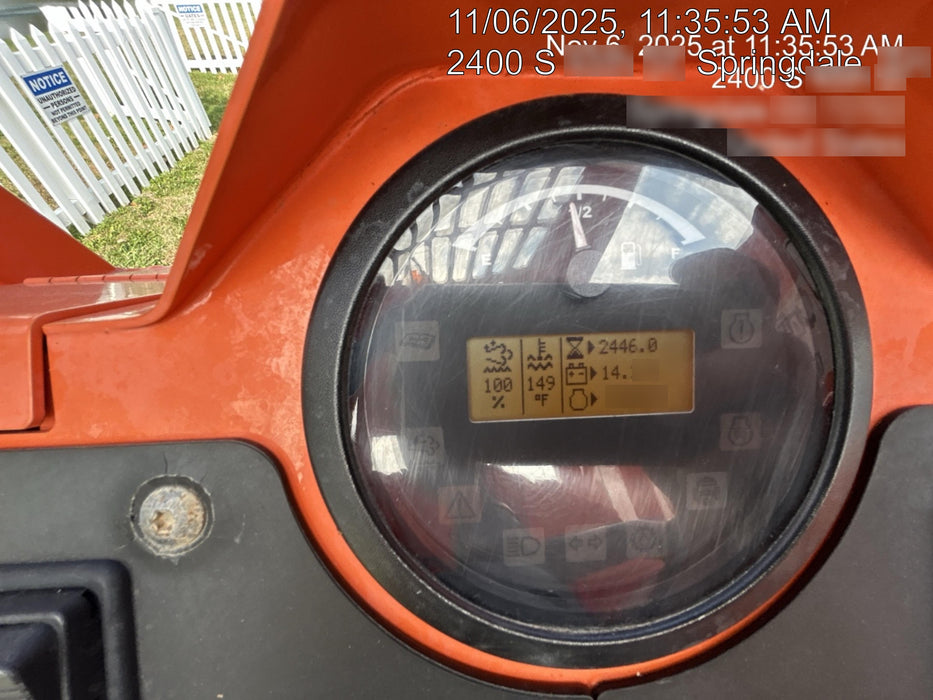 11/06/2025, 11:35:53 AM
Nov 6, 2025 at 11:35:53 AM
2400 S
Springdale
2400 S
NOTICE
NOTICE
UNAUTHORIZED
PERSONS
NOT PERMITTED
BEYOND THIS POINT
E
1/2
F
2446.0
14.
100
%
149
°F